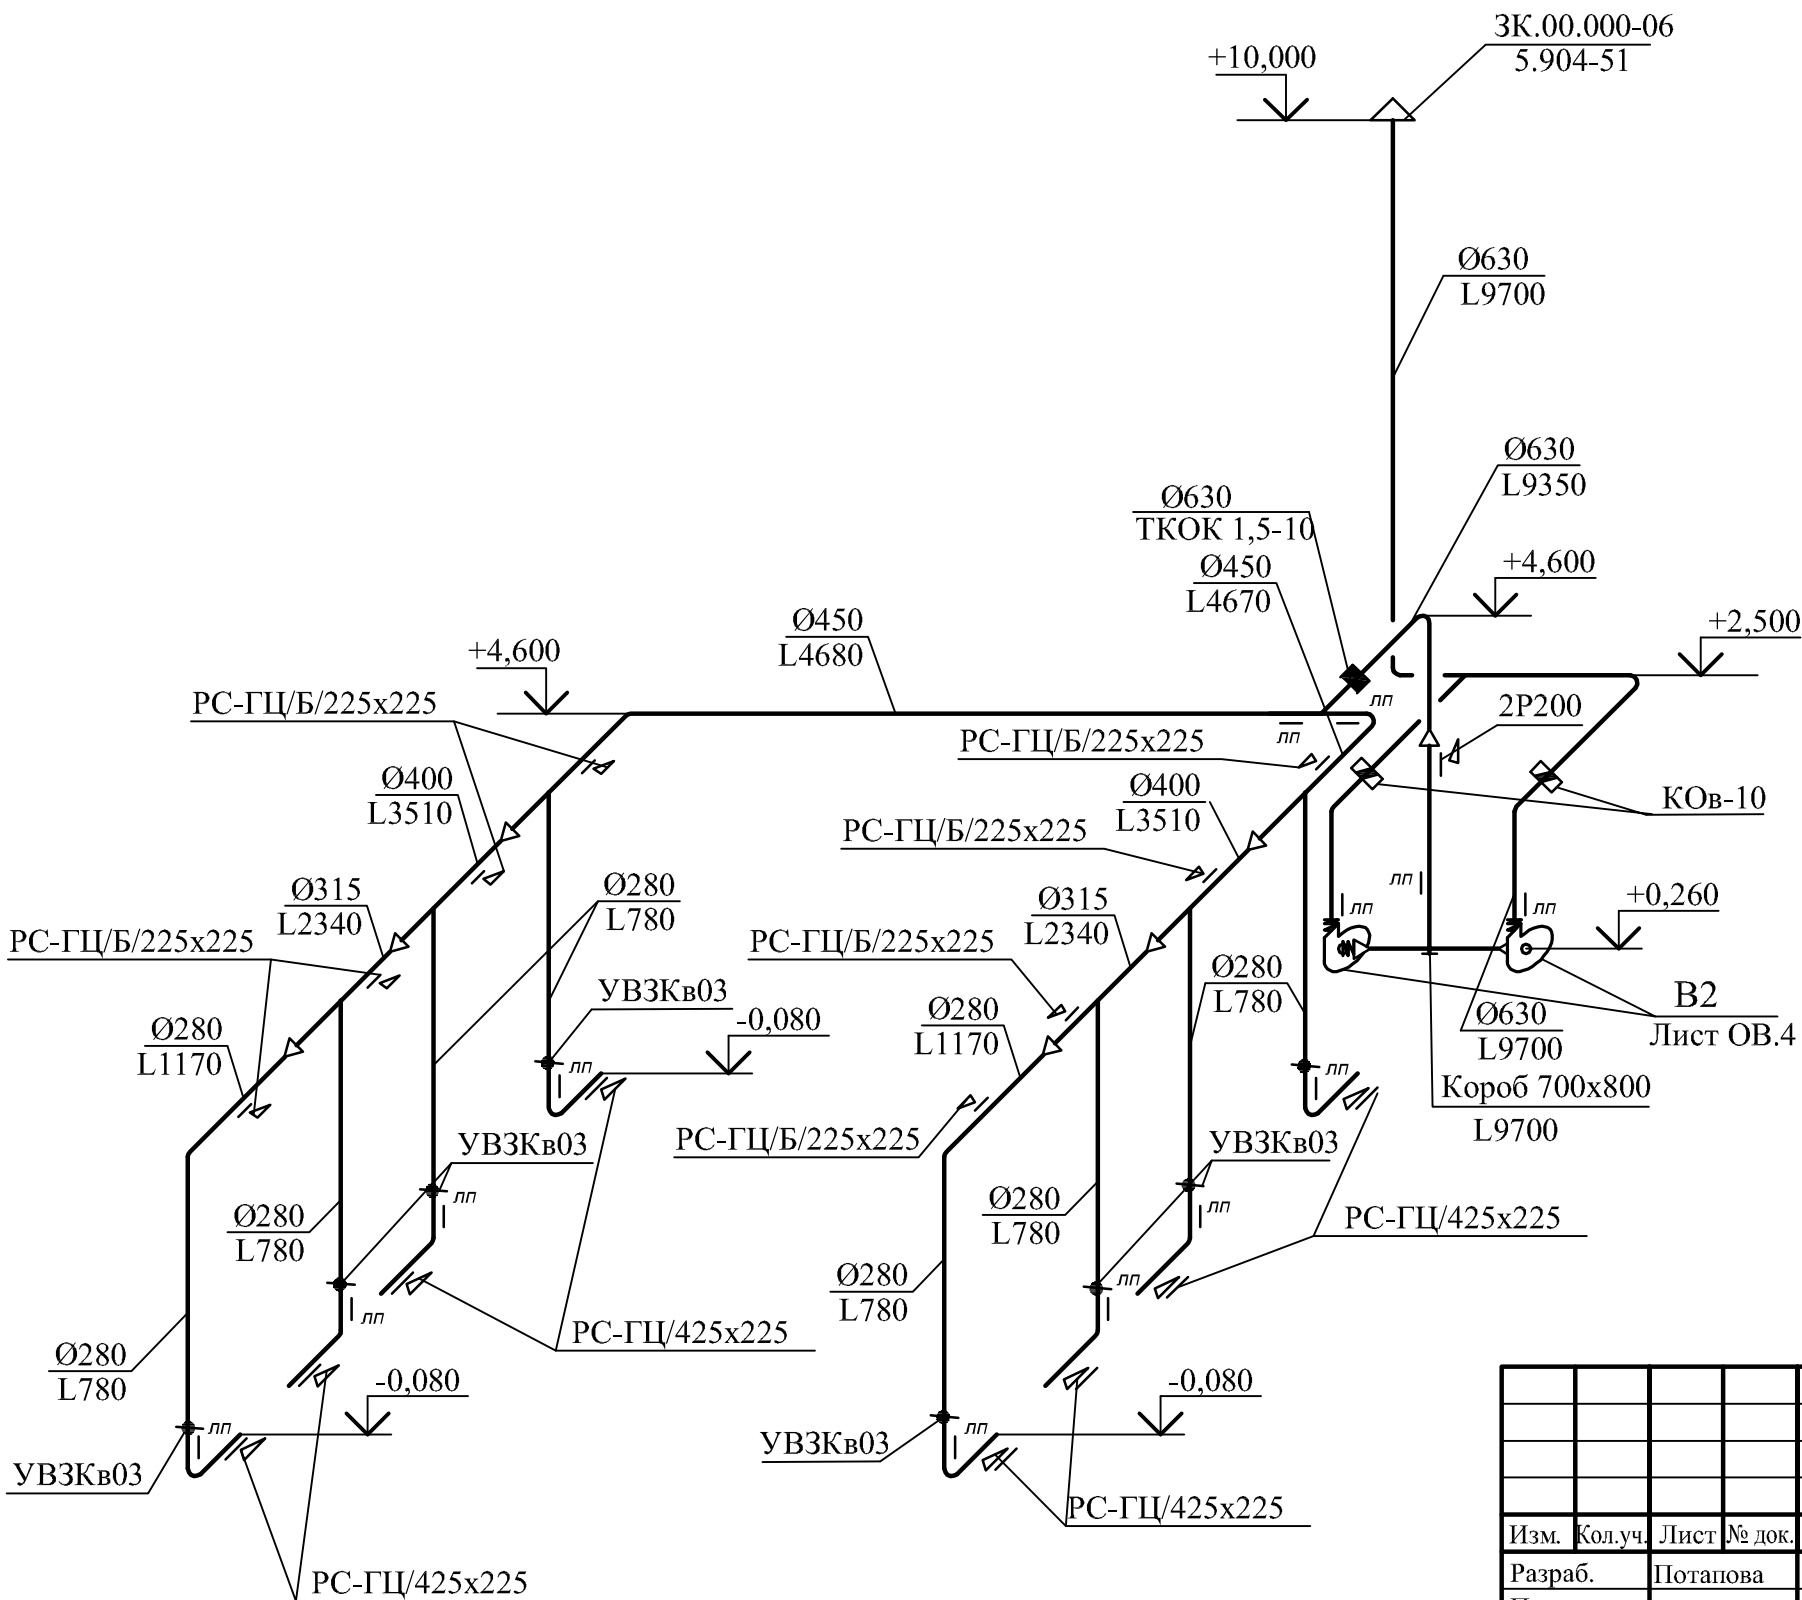 ЗК.00.000-06
5.904-51
+10,000
Ø630
L9700
Ø630
L9350
Ø630
ТКОК 1,5-10
Ø450
L4670
+4,600
+2,500
Ø450
L4680
+4,600
РС-ГЦ/Б/225х225
лп
2Р200
лп
РС-ГЦ/Б/225х225
Ø400
L3510
Ø400
L3510
КОв-10
РС-ГЦ/Б/225х225
Ø315
L2340
Ø280
L780
Ø315
L2340
лп
лп
лп
+0,260
РС-ГЦ/Б/225х225
РС-ГЦ/Б/225х225
Ø280
L780
УВЗКв03
В2
Лист ОВ.4
Ø280
L1170
-0,080
Ø280
L1170
Ø630
L9700
лп
лп
Короб 700х800
L9700
РС-ГЦ/Б/225х225
УВЗКв03
УВЗКв03
лп
лп
Ø280
L780
Ø280
L780
РС-ГЦ/425х225
Ø280
L780
лп
лп
РС-ГЦ/425х225
Ø280
L780
-0,080
-0,080
лп
лп
УВЗКв03
УВЗКв03
РС-ГЦ/425х225
РС-ГЦ/425х225
Изм. Кол.уч. Лист № док.
Разраб. Потапова